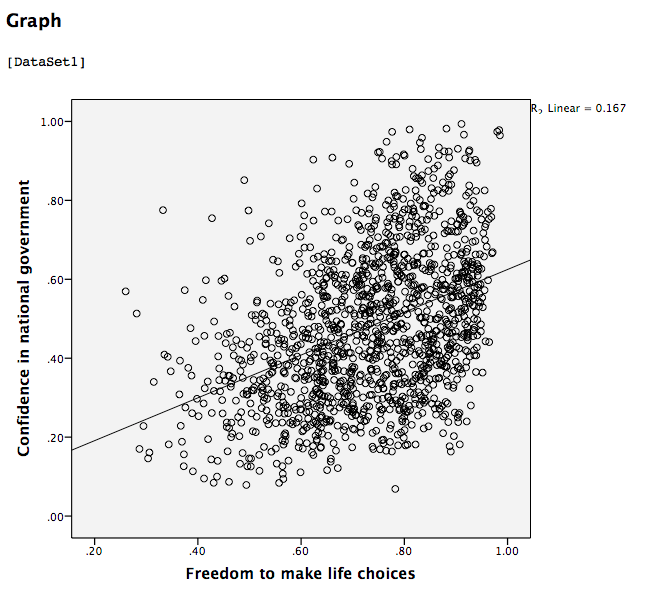 Graph
[DataSet1]
R2 Linear = 0.167
Confidence in national government
1.00
.80
.60
.40
.20
.00
.20 .40 .60 .80 1.00
Freedom to make life choices